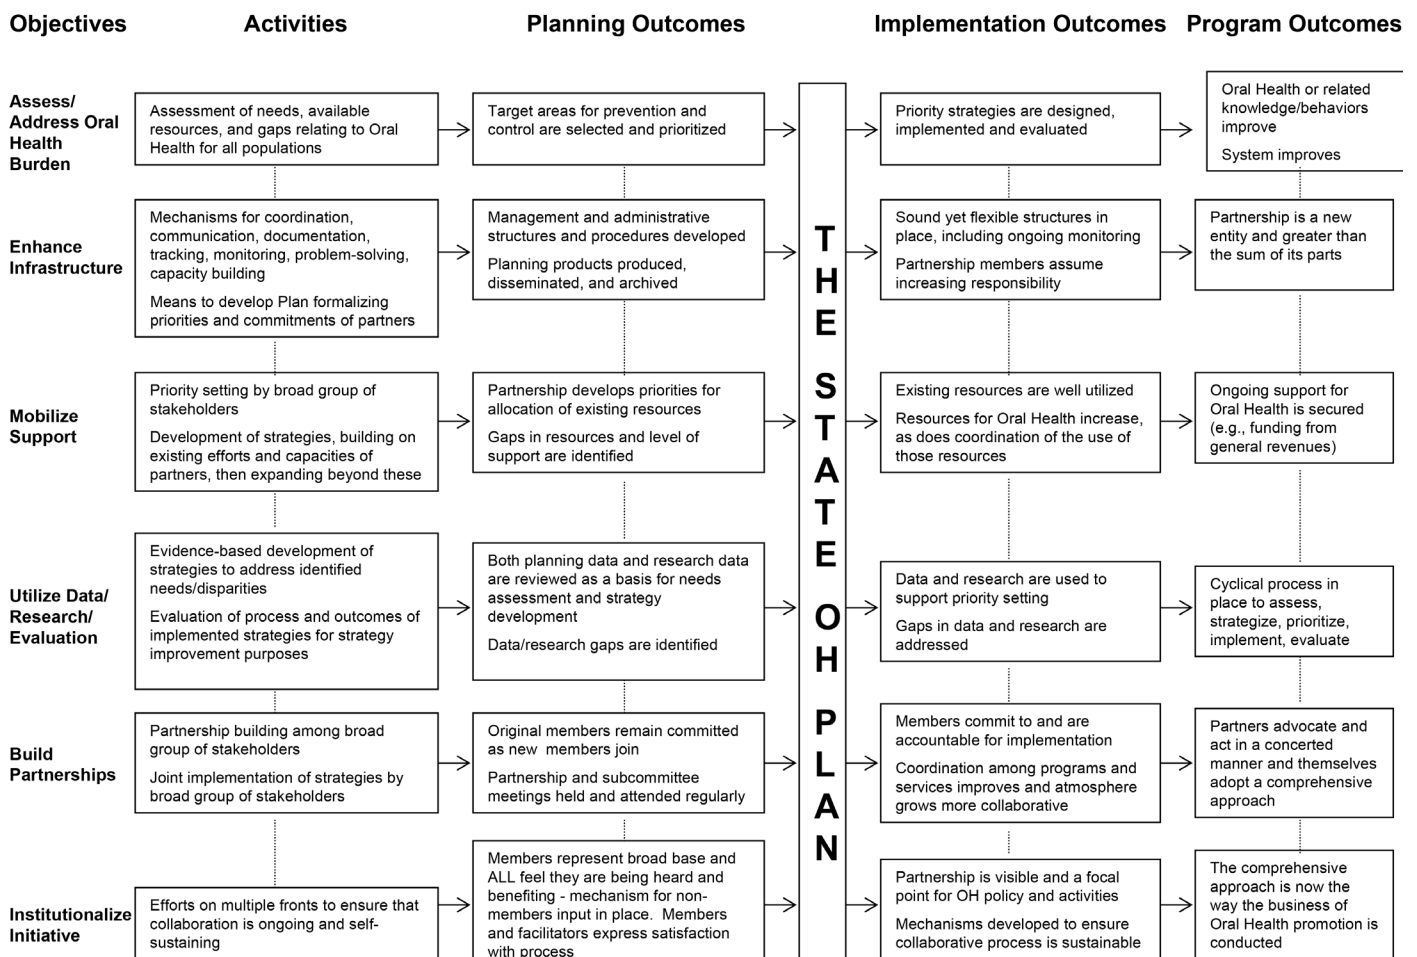 Objectives
Activities
Planning Outcomes
Implementation Outcomes
Program Outcomes
Assess/
Address Oral
Health
Burden
Assessment of needs, available
resources, and gaps relating to Oral
Health for all populations
Target areas for prevention and
control are selected and prioritized
Priority strategies are designed,
implemented and evaluated
Oral Health or related
knowledge/behaviors
improve
System improves
Enhance
Infrastructure
Mechanisms for coordination,
communication, documentation,
tracking, monitoring, problem-solving,
capacity building
Means to develop Plan formalizing
priorities and commitments of partners
Management and administrative
structures and procedures developed
Planning products produced,
disseminated, and archived
Sound yet flexible structures in
place, including ongoing monitoring
Partnership members assume
increasing responsibility
Partnership is a new
entity and greater than
the sum of its parts
Mobilize
Support
Priority setting by broad group of
stakeholders
Development of strategies, building on
existing efforts and capacities of
partners, then expanding beyond these
Partnership develops priorities for
allocation of existing resources
Gaps in resources and level of
support are identified
Existing resources are well utilized
Resources for Oral Health increase,
as does coordination of the use of
those resources
Ongoing support for
Oral Health is secured
(e.g., funding from
general revenues)
Utilize Data/
Research/
Evaluation
Evidence-based development of
strategies to address identified
needs/disparities
Evaluation of process and outcomes of
implemented strategies for strategy
improvement purposes
Both planning data and research data
are reviewed as a basis for needs
assessment and strategy
development
Data/research gaps are identified
Data and research are used to
support priority setting
Gaps in data and research are
addressed
Cyclical process in
place to assess,
strategize, prioritize,
implement, evaluate
Build
Partnerships
Partnership building among broad
group of stakeholders
Joint implementation of strategies by
broad group of stakeholders
Original members remain committed
as new members join
Partnership and subcommittee
meetings held and attended regularly
Members commit to and are
accountable for implementation
Coordination among programs and
services improves and atmosphere
grows more collaborative
Partners advocate and
act in a concerted
manner and themselves
adopt a comprehensive
approach
Institutionalize
Initiative
Efforts on multiple fronts to ensure that
collaboration is ongoing and self-
sustaining
Members represent broad base and
ALL feel they are being heard and
benefiting - mechanism for non-
members input in place. Members
and facilitators express satisfaction
with process
Partnership is visible and a focal
point for OH policy and activities
Mechanisms developed to ensure
collaborative process is sustainable
The comprehensive
approach is now the
way the business of
Oral Health promotion is
conducted
THE STATE OH PLAN